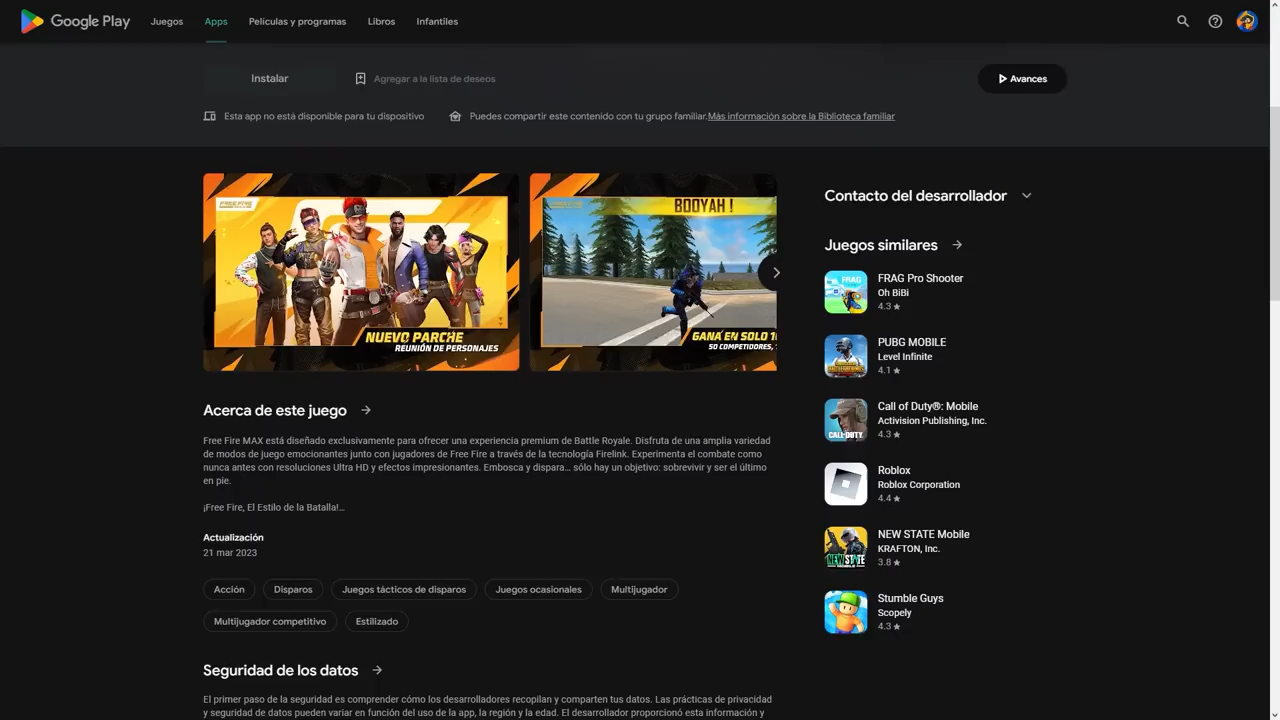 Google Play
Juegos
Apps
Películas y programas
Libros
Infantiles
Instalar
Agregar a la lista de deseos
Avances
Esta app no está disponible para tu dispositivo
Puedes compartir este contenido con tu grupo familiar.Más información sobre la Biblioteca familiar
FREE FIRE
NUEVO PARCHE
REUNIÓN DE PERSONAJES
BOOYAH !
GANA EN SOLO 10
50 COMPETIDORES,
Acerca de este juego
Free Fire MAX está diseñado exclusivamente para ofrecer una experiencia premium de Battle Royale. Disfruta de una amplia variedad
de modos de juego emocionantes junto con jugadores de Free Fire a través de la tecnología Firelink. Experimenta el combate como
nunca antes con resoluciones Ultra HD y efectos impresionantes. Embosca y dispara... sólo hay un objetivo: sobrevivir y ser el último
en pie.
¡Free Fire, El Estilo de la Batalla!...
Actualización
21 mar 2023
Acción
Disparos
Juegos tácticos de disparos
Juegos ocasionales
Multijugador
Multijugador competitivo
Estilizado
Seguridad de los datos
El primer paso de la seguridad es comprender cómo los desarrolladores recopilan y comparten tus datos. Las prácticas de privacidad
y seguridad de datos pueden variar en función del uso de la app, la región y la edad. El desarrollador proporcionó esta información y
Contacto del desarrollador
Juegos similares
FRAG
FRAG Pro Shooter
Oh BiBi
4.3
PUBG MOBILE
Level Infinite
4.1
CALL OF DUTY
Call of Duty®: Mobile
Activision Publishing, Inc.
4.3
Roblox
Roblox Corporation
4.4
NEW STATE
NEW STATE Mobile
KRAFTON, Inc.
3.8
Stumble Guys
Scopely
4.3